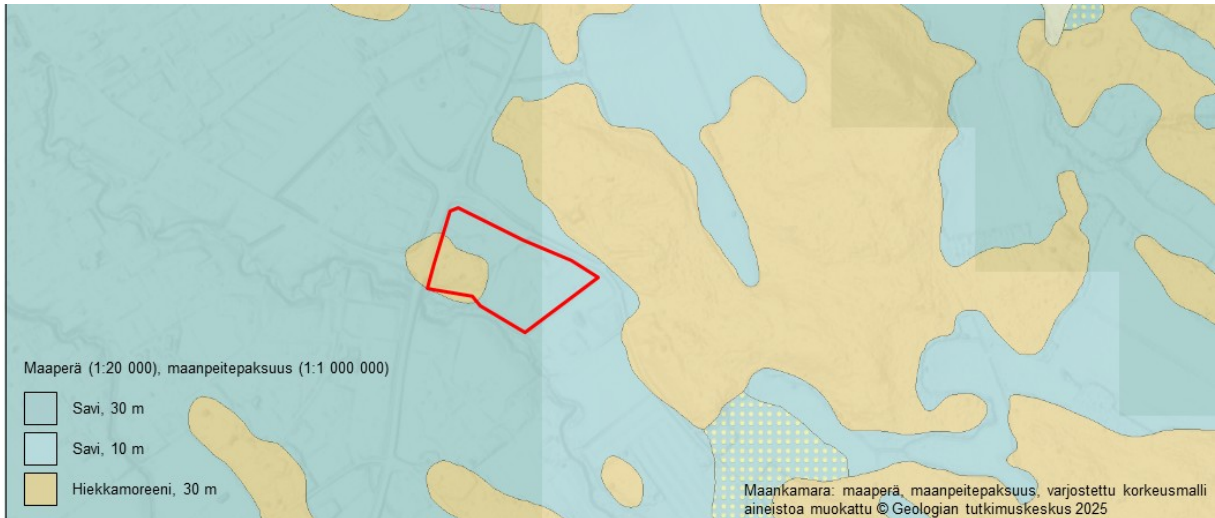 Maaperä (1:20 000), maanpeitepaksuus (1:1 000 000)
Savi, 30 m
Savi, 10 m
Hiekkamoreeni, 30 m
Maankamara: maaperä, maanpeitepaksuus, varjostettu korkeusmalli
aineistoa muokattu © Geologian tutkimuskeskus 2025